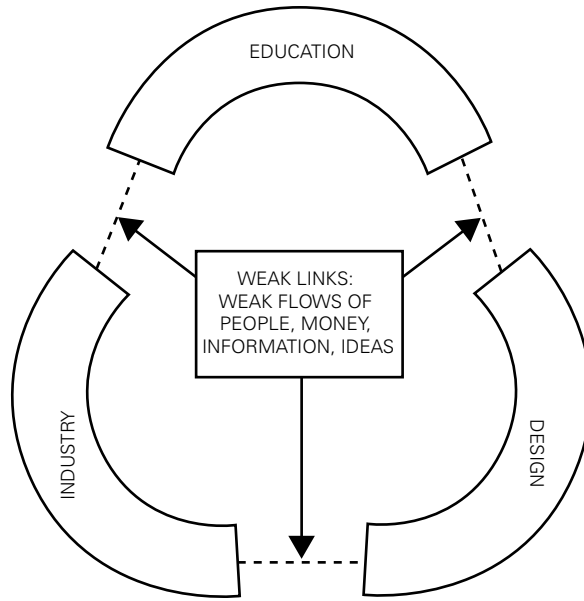 EDUCATION
WEAK LINKS:
WEAK FLOWS OF
PEOPLE, MONEY,
INFORMATION, IDEAS
INDUSTRY
DESIGN